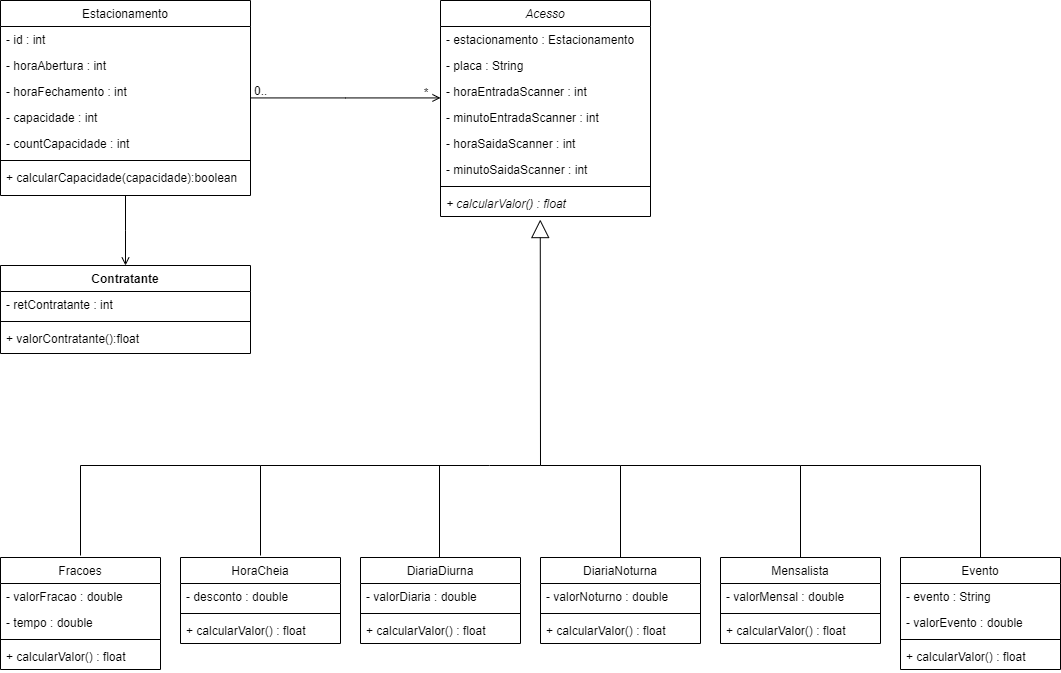 Estacionamento
- id : int
- horaAbertura : int
- horaFechamento : int
- capacidade : int
- countCapacidade : int
+ calcularCapacidade(capacidade):boolean
0..
*
Acesso
- estacionamento : Estacionamento
- placa : String
- horaEntradaScanner : int
- minutoEntradaScanner : int
- horaSaidaScanner : int
- minutoSaidaScanner : int
+ calcularValor() : float
Contratante
- retContratante : int
+ valorContratante():float
Fracoes
- valorFracao : double
- tempo : double
+ calcularValor() : float
HoraCheia
- desconto : double
+ calcularValor() : float
DiariaDiurna
- valorDiaria : double
+ calcularValor() : float
DiariaNoturna
- valorNoturno : double
+ calcularValor() : float
Mensalista
- valorMensal : double
+ calcularValor() : float
Evento
- evento : String
- valorEvento : double
+ calcularValor() : float